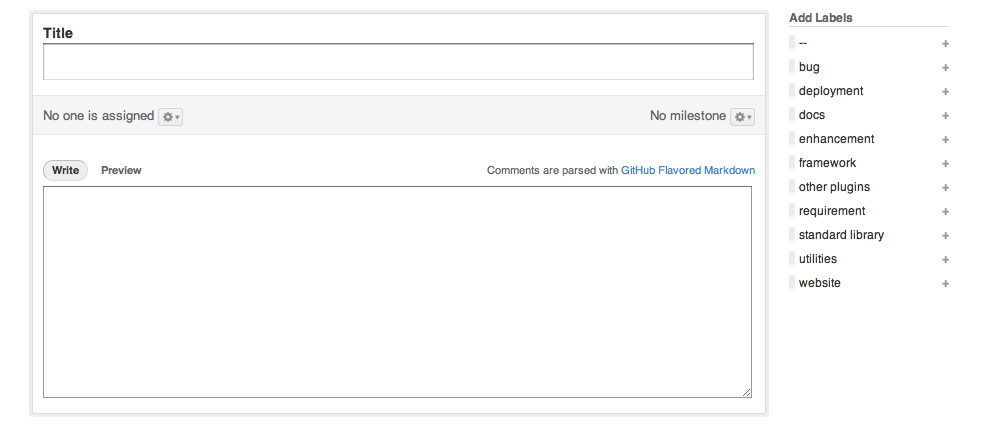 Title
No one is assigned
No milestone
Write
Preview
Comments are parsed with GitHub Flavored Markdown
Add Labels
--
bug
deployment
docs
enhancement
framework
other plugins
requirement
standard library
utilities
website